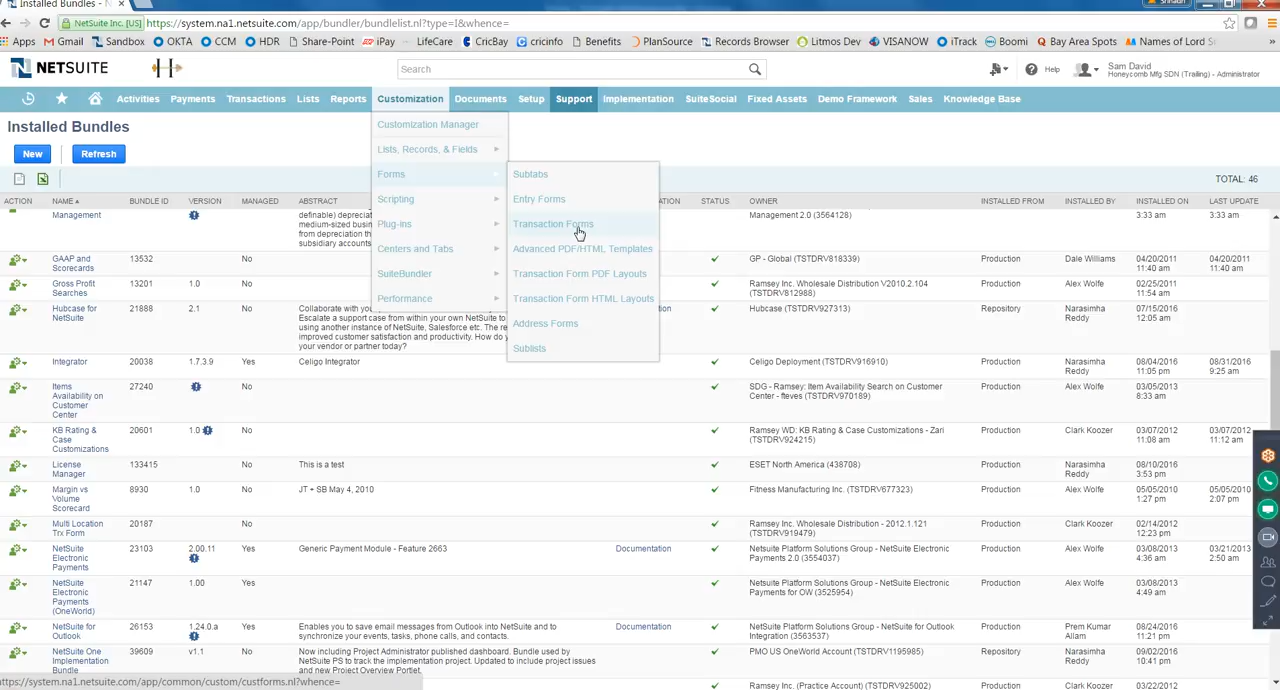 Installed Bundles - N
NetSuite Inc. [US] https://system.na1.netsuite.com/app/bundler/bundlelist.nl?type=I&whence=
Apps Gmail Sandbox OKTA CCM HDR Share-Point iPay LifeCare CricBay cricinfo Benefits PlanSource Records Browser Litmos Dev VISANOW iTrack Boomi Bay Area Spots Names of Lord S
NETSUITE
Search
Help
Sam David
Honeycomb Mfg SDN (Trailing) - Administrator
Activities Payments Transactions Lists Reports Customization Documents Setup Support Implementation SuiteSocial Fixed Assets Demo Framework Sales Knowledge Base
Installed Bundles
New Refresh
TOTAL: 46
Customization Manager
Lists, Records, & Fields
Forms
Scripting
Plug-ins
Centers and Tabs
SuiteBundler
Performance
Subtabs
Entry Forms
Transaction Forms
Advanced PDF/HTML Templates
Transaction Form PDF Layouts
Transaction Form HTML Layouts
Address Forms
Sublists
ACTION NAME BUNDLE ID VERSION MANAGED ABSTRACT ATION STATUS OWNER INSTALLED FROM INSTALLED BY INSTALLED ON LAST UPDATE
Management definable) depreciat Management 2.0 (3564128) 3:33 am 3:33 am
medium-sized busin
from depreciation th
subsidiary accounts
GAAP and 13532 No GP - Global (TSTDRV818339) Production Dale Williams 04/20/2011 04/20/2011
Scorecards 11:40 am 11:40 am
Gross Profit 13201 1.0 No Ramsey Inc. Wholesale Distribution V2010.2.104 Production Alex Wolfe 02/25/2011
Searches (TSTDRV812988) 11:54 am
Hubcase for 21888 2.1 No Collaborate with yo Hubcase (TSTDRV927313) Repository Narasimha 07/15/2016
NetSuite Escalate a support case from within your own NetSuite to Reddy 12:05 am
using another instance of NetSuite, Salesforce etc. The re
improved customer satisfaction and productivity. How do y
your vendor or partner today?
Integrator 20038 1.7.3.9 Yes Celigo Integrator Celigo Deployment (TSTDRV916910) Production Narasimha 08/04/2016 08/31/2016
Reddy 11:05 pm 9:25 am
Items 27240 No SDG - Ramsey: Item Availability Search on Customer Production Alex Wolfe 03/05/2013
Availability on Center - fteves (TSTDRV970189) 8:33 am
Customer
Center
KB Rating & 20601 1.0 No Ramsey WD: KB Rating & Case Customizations - Zari Production Clark Koozer 03/07/2012 03/07/2012
Case (TSTDRV924215) 11:08 am 11:12 am
Customizations
License 133415 No This is a test ESET North America (438708) Production Narasimha 08/10/2016
Manager Reddy 3:53 pm
Margin vs 8930 1.0 No JT + SB May 4, 2010 Fitness Manufacturing Inc. (TSTDRV677323) Production Alex Wolfe 05/05/2010 05/05/2010
Volume 1:27 pm 2:07 pm
Scorecard
Multi Location 20187 No Ramsey Inc. Wholesale Distribution - 2012.1.121 Production Clark Koozer 02/14/2012
Trx Form (TSTDRV919479) 12:23 pm
NetSuite 23103 2.00.11 Yes Generic Payment Module - Feature 2663 Documentation Netsuite Platform Solutions Group - NetSuite Electronic Production Alex Wolfe 03/08/2013 03/21/2013
Electronic Payments 2.0 (3554037) 4:36 am 2:50 am
Payments
NetSuite 21147 1.00 Yes Netsuite Platform Solutions Group - NetSuite Electronic Production Alex Wolfe 03/08/2013
Electronic Payments for OW (3525954) 4:49 am
Payments
(OneWorld)
NetSuite for 26153 1.24.0.a Yes Enables you to save email messages from Outlook into NetSuite and to Documentation Netsuite Platform Solutions Group - NetSuite for Outlook Production Prem Kumar 08/24/2016
Outlook synchronize your events, tasks, phone calls, and contacts. Integration (3563537) Allam 11:21 pm
NetSuite One 39609 v1.1 No Now including Project Administrator published dashboard. Bundle used by PMO US OneWorld Account (TSTDRV1195985) Repository Narasimha 09/02/2016
Implementation NetSuite PS to track the implementation project. Updated to include project issues Reddy 10:41 pm
Bundle and new Project Overview Portlet.
https://system.na1.netsuite.com/app/common/custom/custforms.nl?whence= Ramsey Inc. (Practice Account) (TSTDRV925002) Production Clark Koozer 03/22/2012